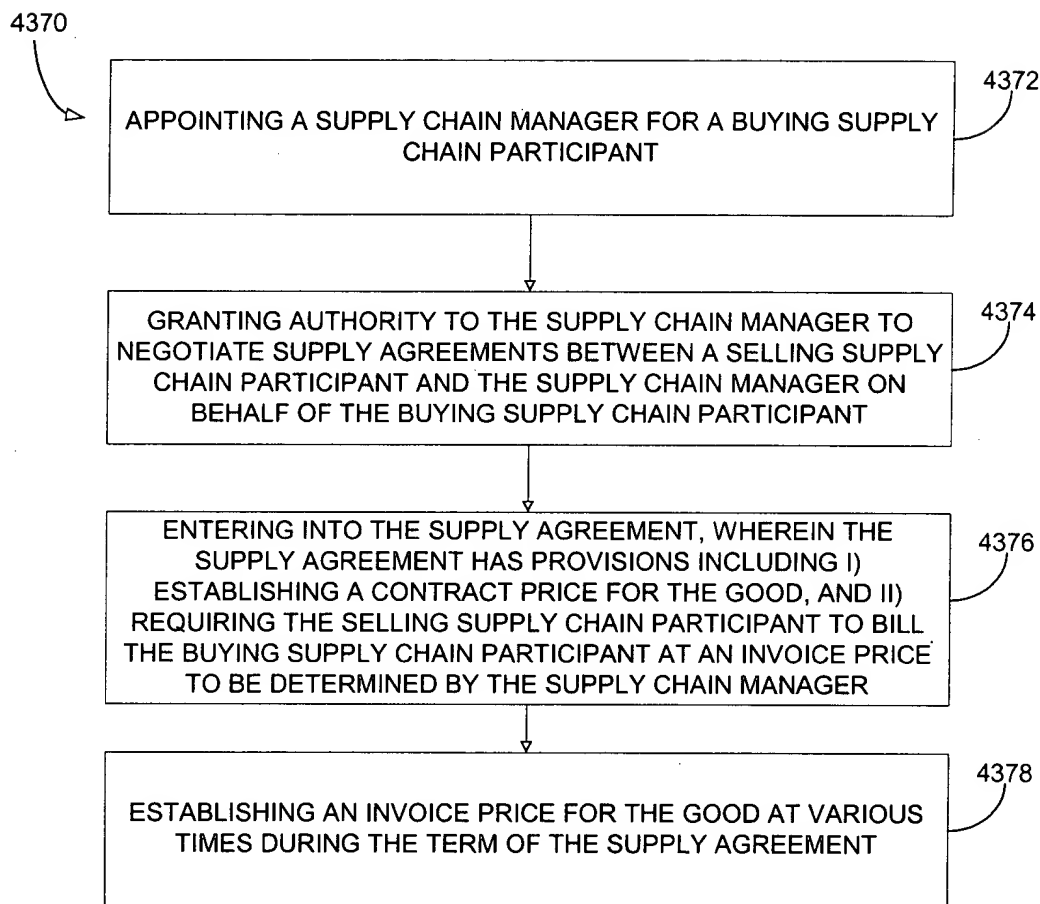 4370
4372
APPOINTING A SUPPLY CHAIN MANAGER FOR A BUYING SUPPLY
CHAIN PARTICIPANT
4374
GRANTING AUTHORITY TO THE SUPPLY CHAIN MANAGER TO
NEGOTIATE SUPPLY AGREEMENTS BETWEEN A SELLING SUPPLY
CHAIN PARTICIPANT AND THE SUPPLY CHAIN MANAGER ON
BEHALF OF THE BUYING SUPPLY CHAIN PARTICIPANT
4376
ENTERING INTO THE SUPPLY AGREEMENT, WHEREIN THE
SUPPLY AGREEMENT HAS PROVISIONS INCLUDING I)
ESTABLISHING A CONTRACT PRICE FOR THE GOOD, AND II)
REQUIRING THE SELLING SUPPLY CHAIN PARTICIPANT TO BILL
THE BUYING SUPPLY CHAIN PARTICIPANT AT AN INVOICE PRICE
TO BE DETERMINED BY THE SUPPLY CHAIN MANAGER
4378
ESTABLISHING AN INVOICE PRICE FOR THE GOOD AT VARIOUS
TIMES DURING THE TERM OF THE SUPPLY AGREEMENT